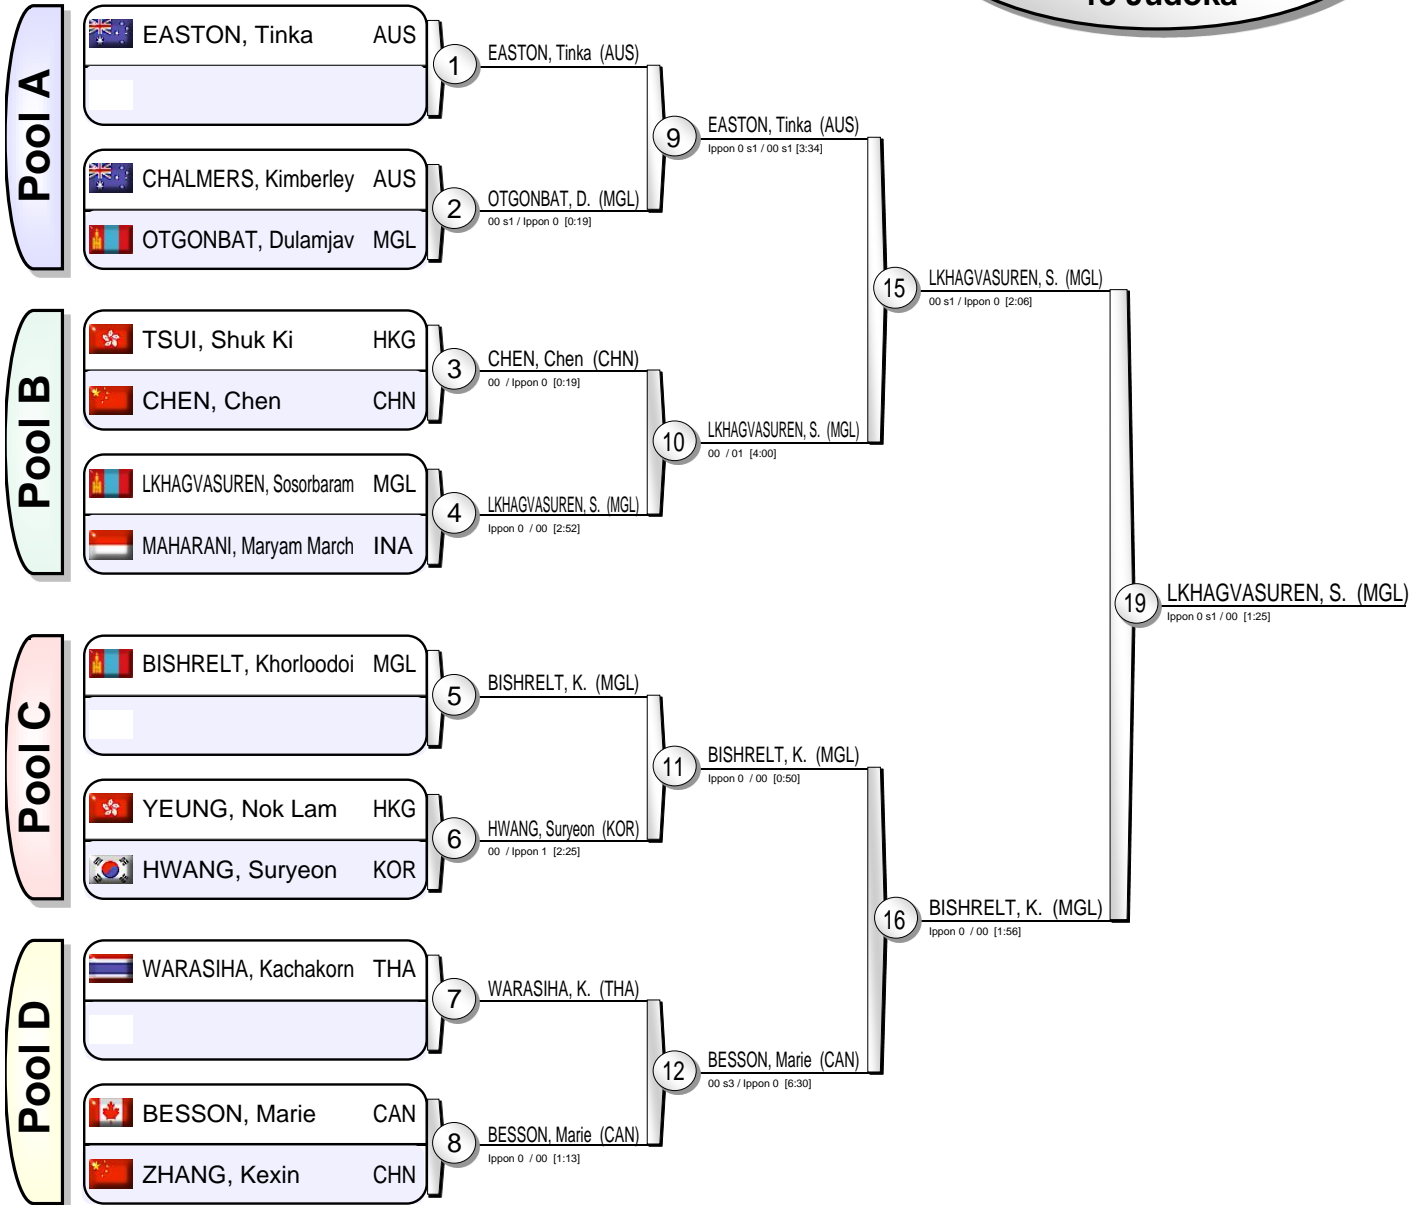 13 Judoka
Pool A
EASTON, Tinka AUS
CHALMERS, Kimberley AUS
OTGONBAT, Dulamjav MGL
Pool B
TSUI, Shuk Ki HKG
CHEN, Chen CHN
LKHAGVASUREN, Sosorbaram MGL
MAHARANI, Maryam March INA
Pool C
BISHRELT, Khorloodoi MGL
YEUNG, Nok Lam HKG
HWANG, Suryeon KOR
Pool D
WARASIHA, Kachakorn THA
BESSON, Marie CAN
ZHANG, Kexin CHN
1
EASTON, Tinka (AUS)
2
OTGONBAT, D. (MGL)
00 s1 / Ippon 0 [0:19]
3
CHEN, Chen (CHN)
00 / Ippon 0 [0:19]
4
LKHAGVASUREN, S. (MGL)
Ippon 0 / 00 [2:52]
5
BISHRELT, K. (MGL)
6
HWANG, Suryeon (KOR)
00 / Ippon 1 [2:25]
7
WARASIHA, K. (THA)
8
BESSON, Marie (CAN)
Ippon 0 / 00 [1:13]
9
EASTON, Tinka (AUS)
Ippon 0 s1 / 00 s1 [3:34]
10
LKHAGVASUREN, S. (MGL)
00 / 01 [4:00]
11
BISHRELT, K. (MGL)
Ippon 0 / 00 [0:50]
12
BESSON, Marie (CAN)
00 s3 / Ippon 0 [6:30]
15
LKHAGVASUREN, S. (MGL)
00 s1 / Ippon 0 [2:06]
16
BISHRELT, K. (MGL)
Ippon 0 / 00 [1:56]
19
LKHAGVASUREN, S. (MGL)
Ippon 0 s1 / 00 [1:25]